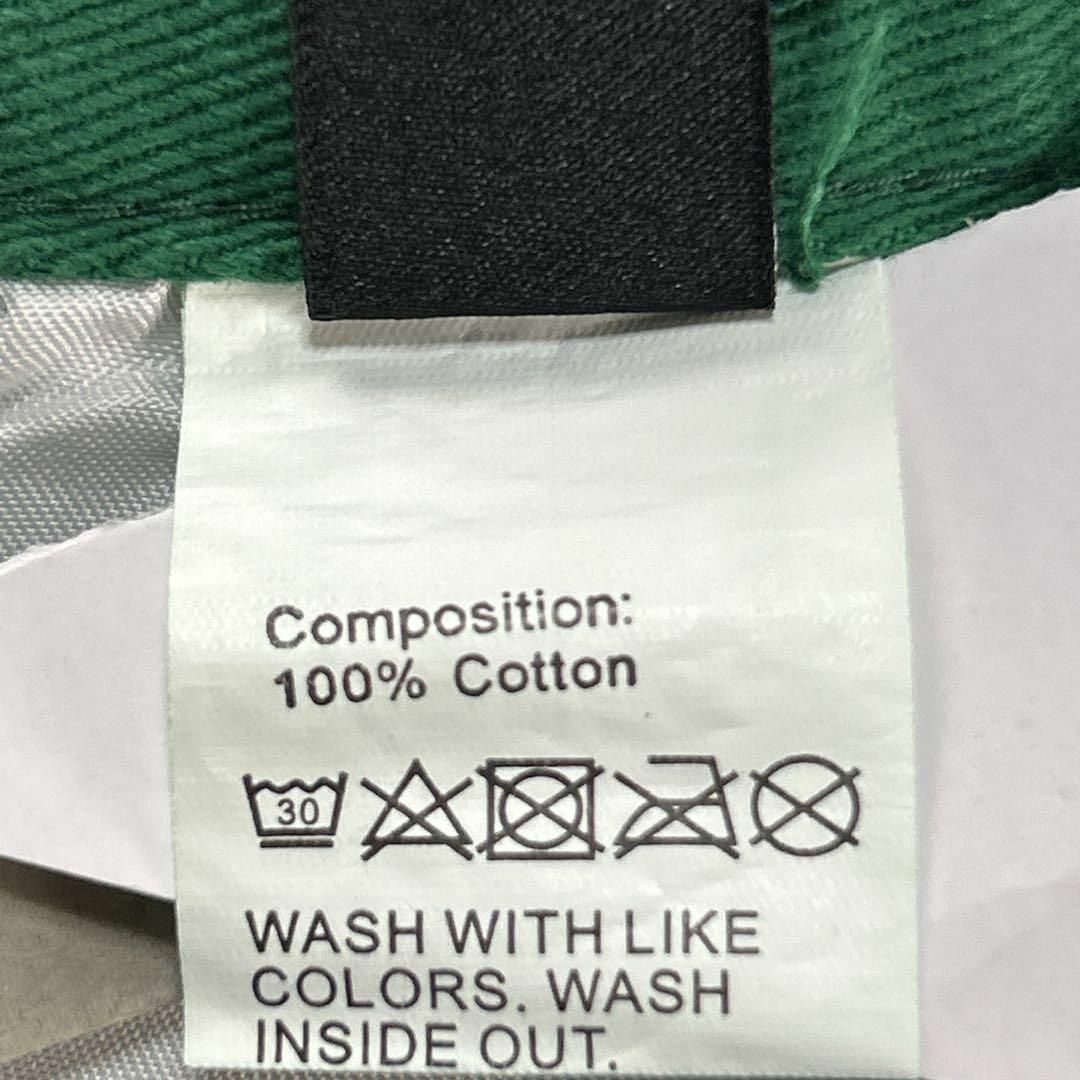 Composition:
100% Cotton
30
WASH WITH LIKE
COLORS. WASH
INSIDE OUT.